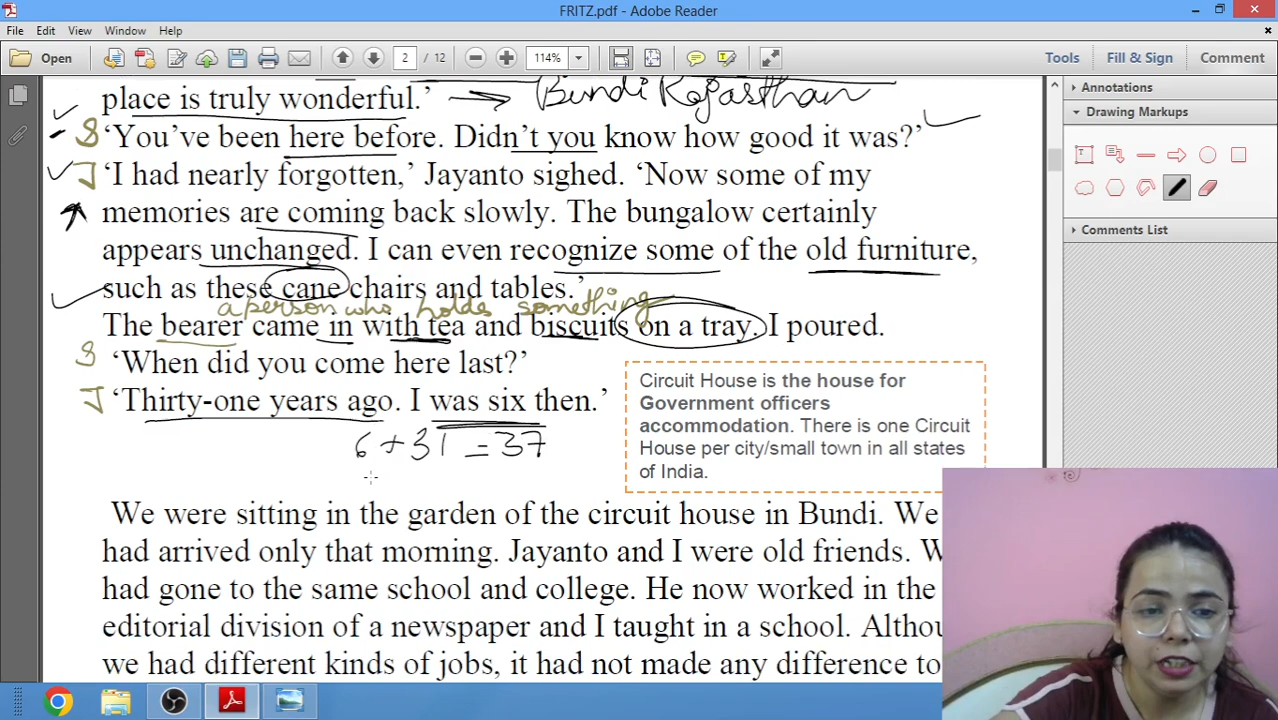 FRITZ.pdf - Adobe Reader
File Edit View Window Help
Open 2 / 12 114% Tools Fill & Sign Comment
place is truly wonderful.’ Bundi Rajasthan
S ‘You’ve been here before. Didn’t you know how good it was?’
J ‘I had nearly forgotten,’ Jayanto sighed. ‘Now some of my
memories are coming back slowly. The bungalow certainly
appears unchanged. I can even recognize some of the old furniture,
such as these cane chairs and tables.’
a person who holds something
The bearer came in with tea and biscuits on a tray. I poured.
S ‘When did you come here last?’
J ‘Thirty-one years ago. I was six then.’
6 + 31 = 37
Circuit House is the house for
Government officers
accommodation. There is one Circuit
House per city/small town in all states
of India.
We were sitting in the garden of the circuit house in Bundi. We
had arrived only that morning. Jayanto and I were old friends. W
had gone to the same school and college. He now worked in the
editorial division of a newspaper and I taught in a school. Althou
we had different kinds of jobs, it had not made any difference to
Annotations
Drawing Markups
T T
Comments List